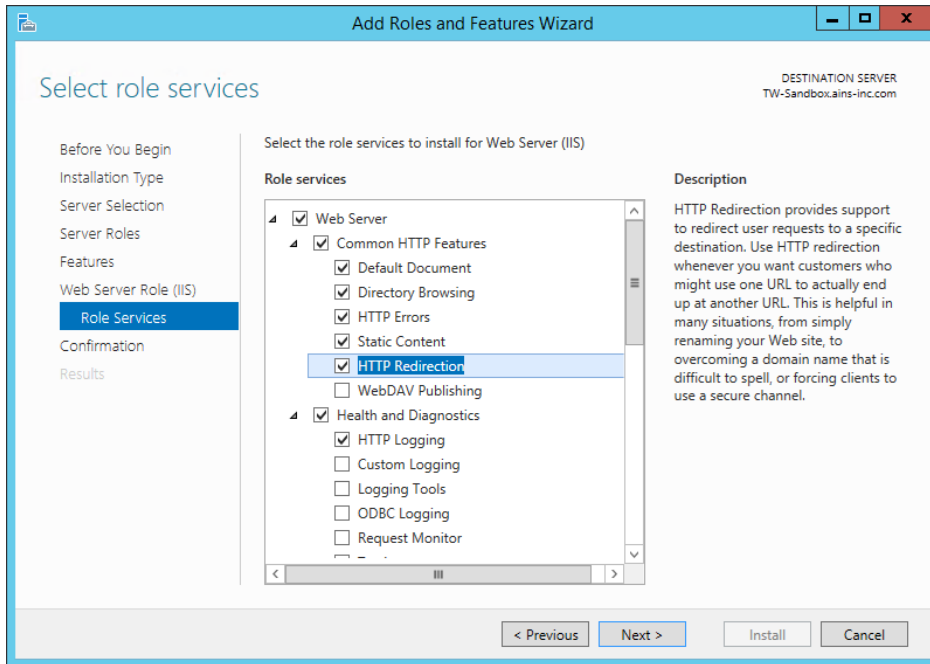 Add Roles and Features Wizard
Select role services
DESTINATION SERVER
TW-Sandbox.ains-inc.com
Before You Begin
Installation Type
Server Selection
Server Roles
Features
Web Server Role (IIS)
Role Services
Confirmation
Results
Select the role services to install for Web Server (IIS)
Role services
Web Server
Common HTTP Features
Default Document
Directory Browsing
HTTP Errors
Static Content
HTTP Redirection
WebDAV Publishing
Health and Diagnostics
HTTP Logging
Custom Logging
Logging Tools
ODBC Logging
Request Monitor
Description
HTTP Redirection provides support
to redirect user requests to a specific
destination. Use HTTP redirection
whenever you want customers who
might use one URL to actually end
up at another URL. This is helpful in
many situations, from simply
renaming your Web site, to
overcoming a domain name that is
difficult to spell, or forcing clients to
use a secure channel.
< Previous
Next >
Install
Cancel